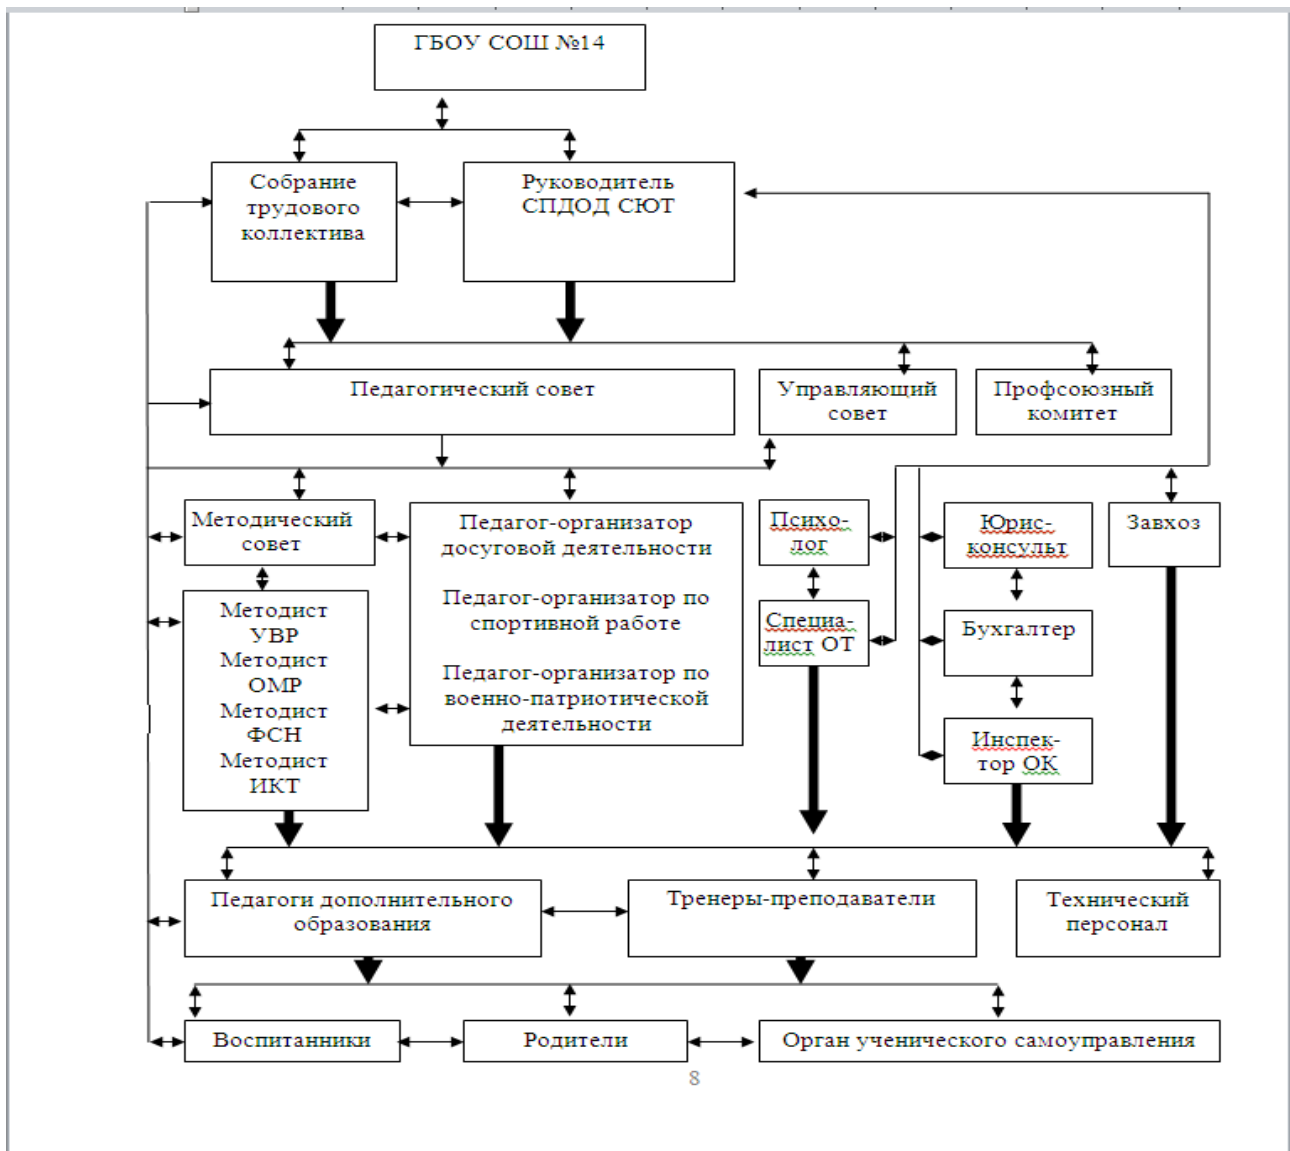 ГБОУ СОШ №14
Собрание
трудового
коллектива
Руководитель
СПДОД СЮТ
Педагогический совет
Управляющий
совет
Профсоюзный
комитет
Методический
совет
Педагог-организатор
досуговой деятельности
Педагог-организатор по
спортивной работе
Педагог-организатор по
военно-патриотической
деятельности
Психо-
лог
Юрис-
консульт
Завхоз
Методист
УВР
Методист
ОМР
Методист
ФСН
Методист
ИКТ
Специа-
лист ОТ
Бухгалтер
Инспек-
тор ОК
Педагоги дополнительного
образования
Тренеры-преподаватели
Технический
персонал
Воспитанники
Родители
Орган ученического самоуправления
8